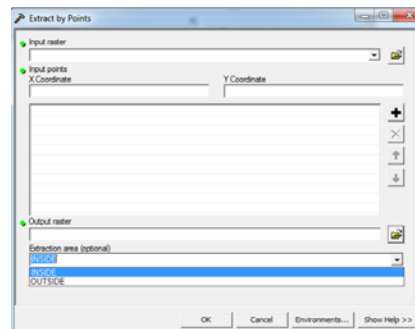 Extract by Points
Input raster
Input points
X Coordinate Y Coordinate
Output raster
Extraction area (optional)
INSIDE
INSIDE
OUTSIDE
OK Cancel Environments... Show Help >>